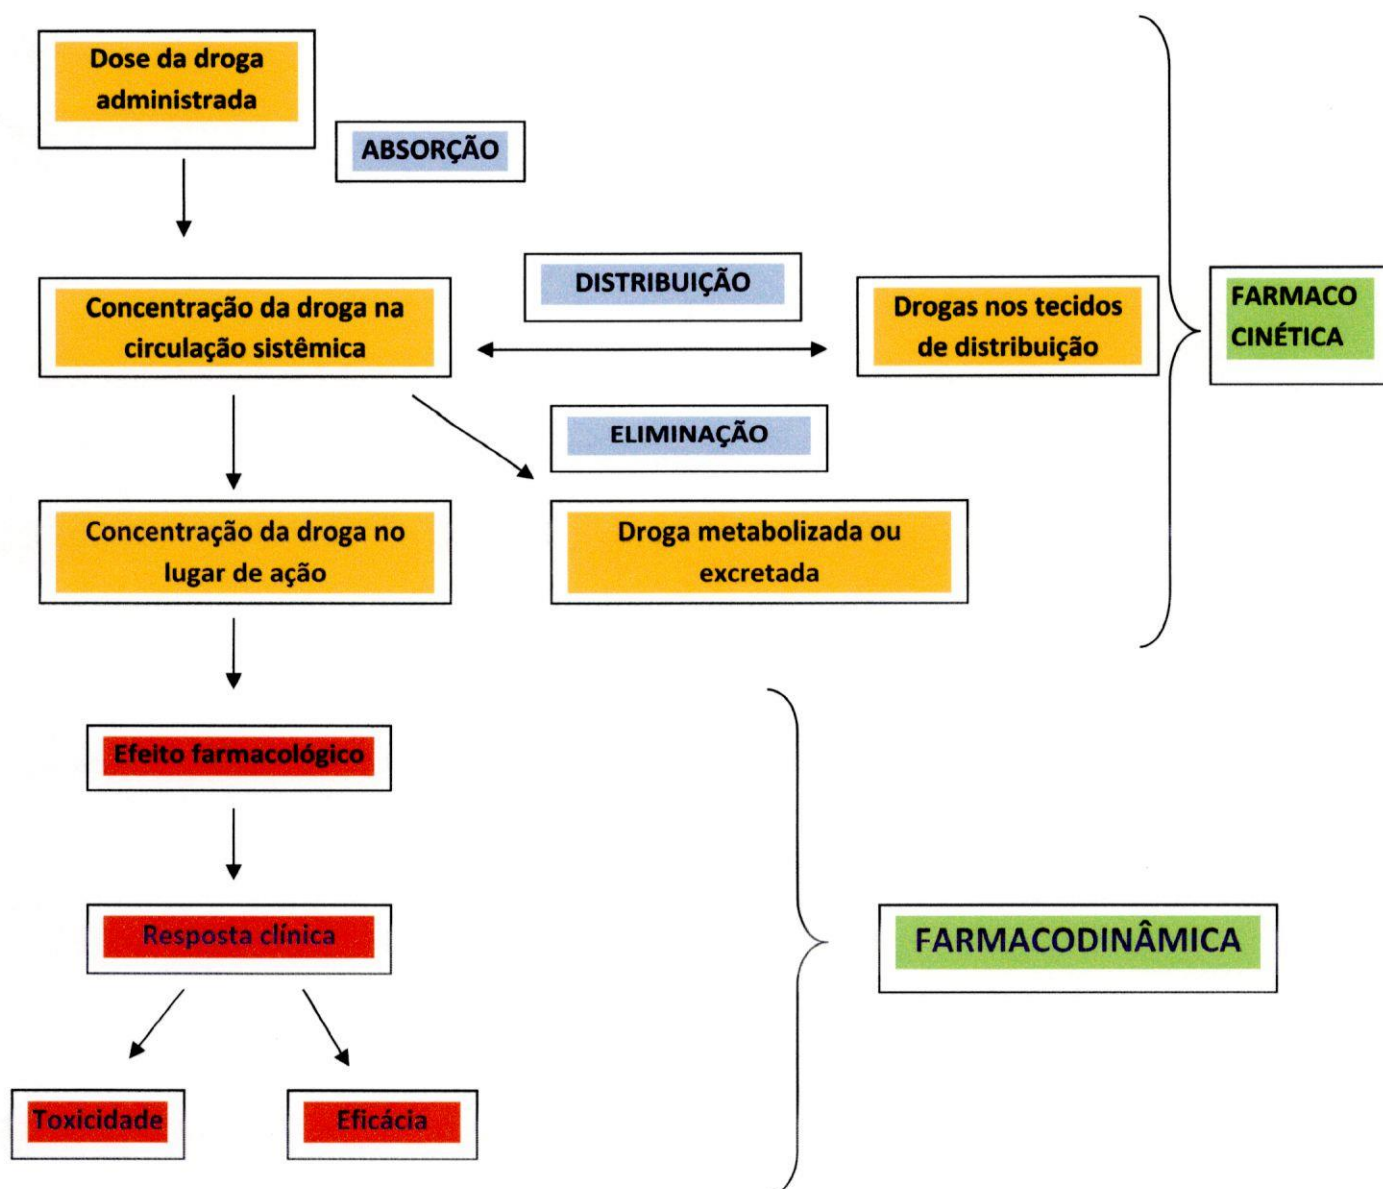 Dose da droga
administrada
ABSORÇÃO
DISTRIBUIÇÃO
Concentração da droga na
circulação sistêmica
Drogas nos tecidos
de distribuição
FARMACO
CINÉTICA
ELIMINAÇÃO
Concentração da droga no
lugar de ação
Droga metabolizada ou
excretada
Efeito farmacológico
Resposta clínica
FARMACODINÂMICA
Toxicidade
Eficácia